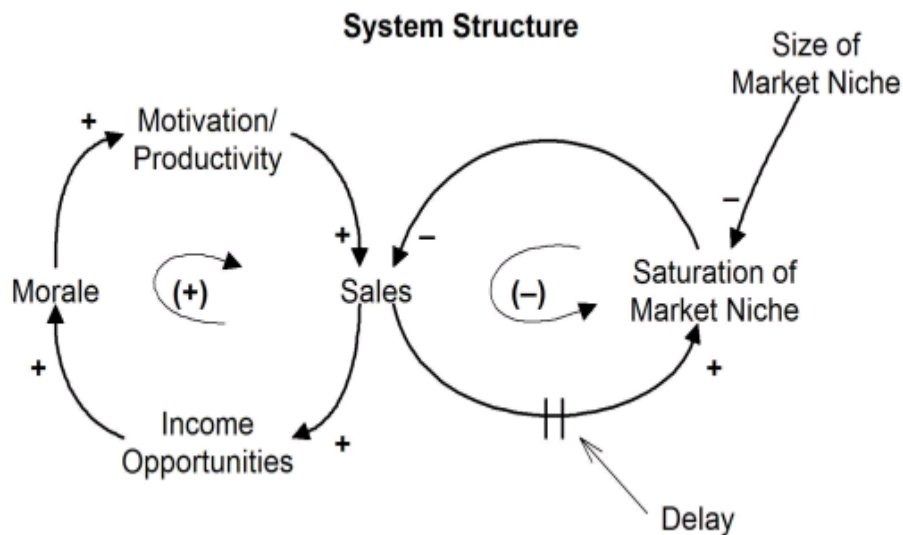 System Structure
Size of
Market Niche
+
Motivation/
Productivity
–
+
–
Morale
(+)
Sales
(–)
Saturation of
Market Niche
+
+
Income
Opportunities
+
Delay